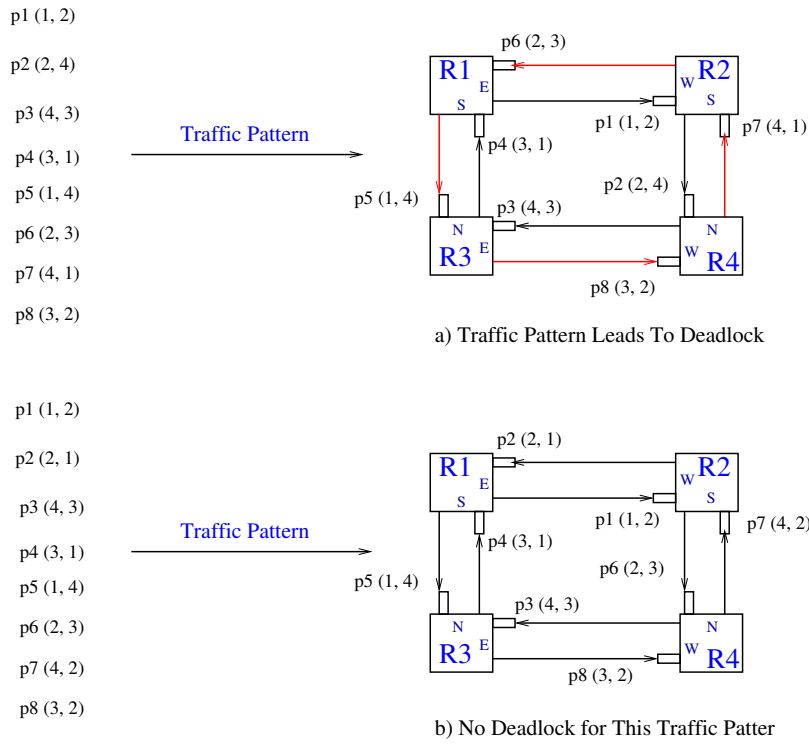 p1 (1, 2)
p2 (2, 4)
p3 (4, 3)
p4 (3, 1)
p5 (1, 4)
p6 (2, 3)
p7 (4, 1)
p8 (3, 2)
Traffic Pattern
p6 (2, 3)
R1
E
S
R2
W
S
p1 (1, 2)
p7 (4, 1)
p4 (3, 1)
p2 (2, 4)
p5 (1, 4)
p3 (4, 3)
N
E
R3
N
W
R4
p8 (3, 2)
a) Traffic Pattern Leads To Deadlock
p1 (1, 2)
p2 (2, 1)
p3 (4, 3)
p4 (3, 1)
p5 (1, 4)
p6 (2, 3)
p7 (4, 2)
p8 (3, 2)
Traffic Pattern
p2 (2, 1)
R1
E
S
R2
W
S
p1 (1, 2)
p7 (4, 2)
p4 (3, 1)
p6 (2, 3)
p5 (1, 4)
p3 (4, 3)
N
E
R3
N
W
R4
p8 (3, 2)
b) No Deadlock for This Traffic Patter